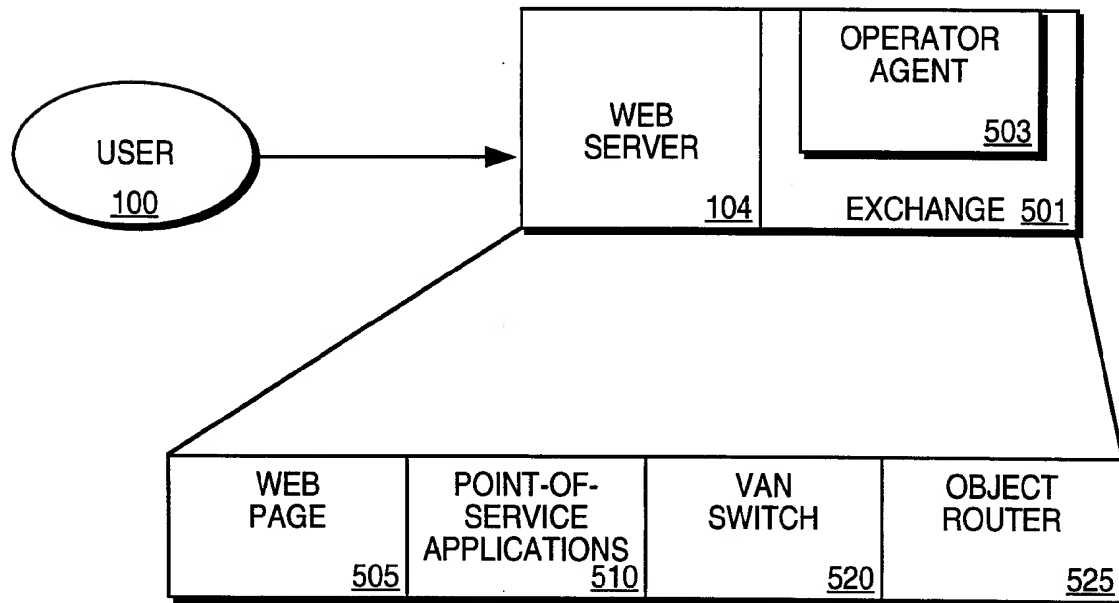 USER
100
WEB
SERVER
104
OPERATOR
AGENT
503
EXCHANGE 501
WEB
PAGE
505
POINT-OF-
SERVICE
APPLICATIONS
510
VAN
SWITCH
520
OBJECT
ROUTER
525